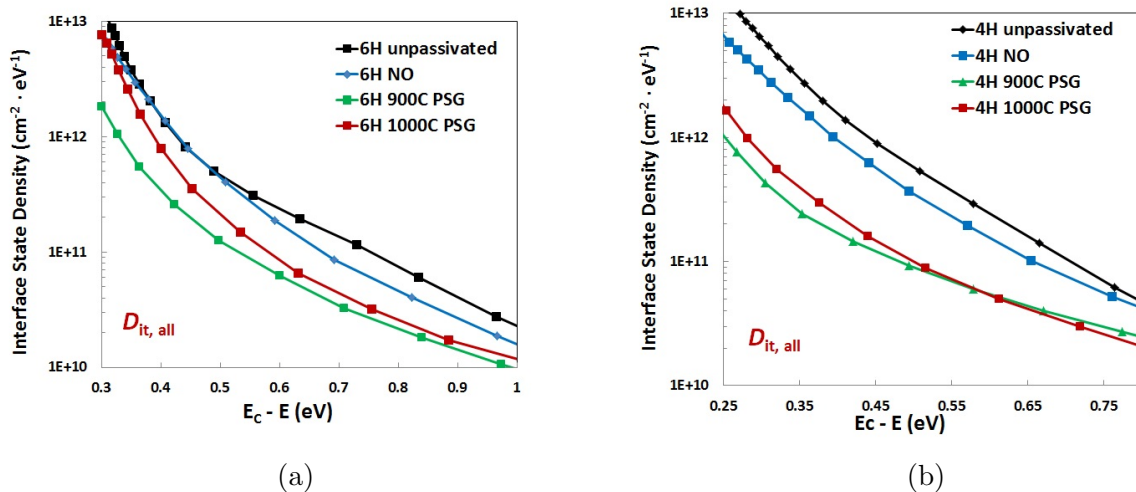 1E+13
1E+12
1E+11
1E+10
Interface State Density (cm-2 · eV-1)
6H unpassivated
6H NO
6H 900C PSG
6H 1000C PSG
Dit, all
0.3 0.4 0.5 0.6 0.7 0.8 0.9 1
EC - E (eV)
(a)
1E+13
1E+12
1E+11
1E+10
Interface State Density (cm-2 · eV-1)
4H unpassivated
4H NO
4H 900C PSG
4H 1000C PSG
Dit, all
0.25 0.35 0.45 0.55 0.65 0.75
Ec - E (eV)
(b)